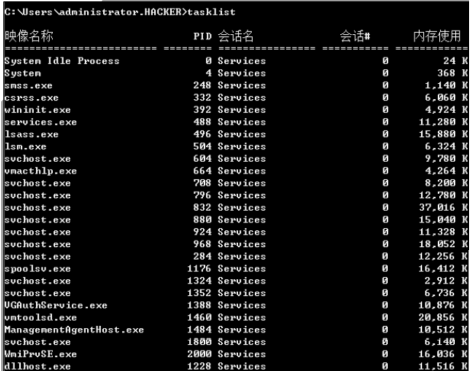 C:\Users\administrator.HACKER>tasklist
映像名称 PID 会话名 会话# 内存使用
========================= ======== ================ =========== ============
System Idle Process 0 Services 0 24 K
System 4 Services 0 368 K
smss.exe 248 Services 0 1,140 K
csrss.exe 332 Services 0 6,060 K
wininit.exe 392 Services 0 4,924 K
services.exe 488 Services 0 11,280 K
lsass.exe 496 Services 0 15,880 K
lsm.exe 504 Services 0 6,324 K
svchost.exe 604 Services 0 9,780 K
vmacthlp.exe 664 Services 0 4,264 K
svchost.exe 708 Services 0 8,200 K
svchost.exe 796 Services 0 12,780 K
svchost.exe 832 Services 0 37,016 K
svchost.exe 880 Services 0 15,040 K
svchost.exe 924 Services 0 11,328 K
svchost.exe 968 Services 0 18,052 K
svchost.exe 284 Services 0 12,256 K
spoolsv.exe 1176 Services 0 16,412 K
svchost.exe 1324 Services 0 2,912 K
svchost.exe 1352 Services 0 6,736 K
VGAuthService.exe 1388 Services 0 10,876 K
vmtoolsd.exe 1460 Services 0 20,856 K
ManagementAgentHost.exe 1484 Services 0 10,512 K
svchost.exe 1800 Services 0 6,140 K
WmiPrvSE.exe 2000 Services 0 16,036 K
dllhost.exe 1228 Services 0 11,516 K